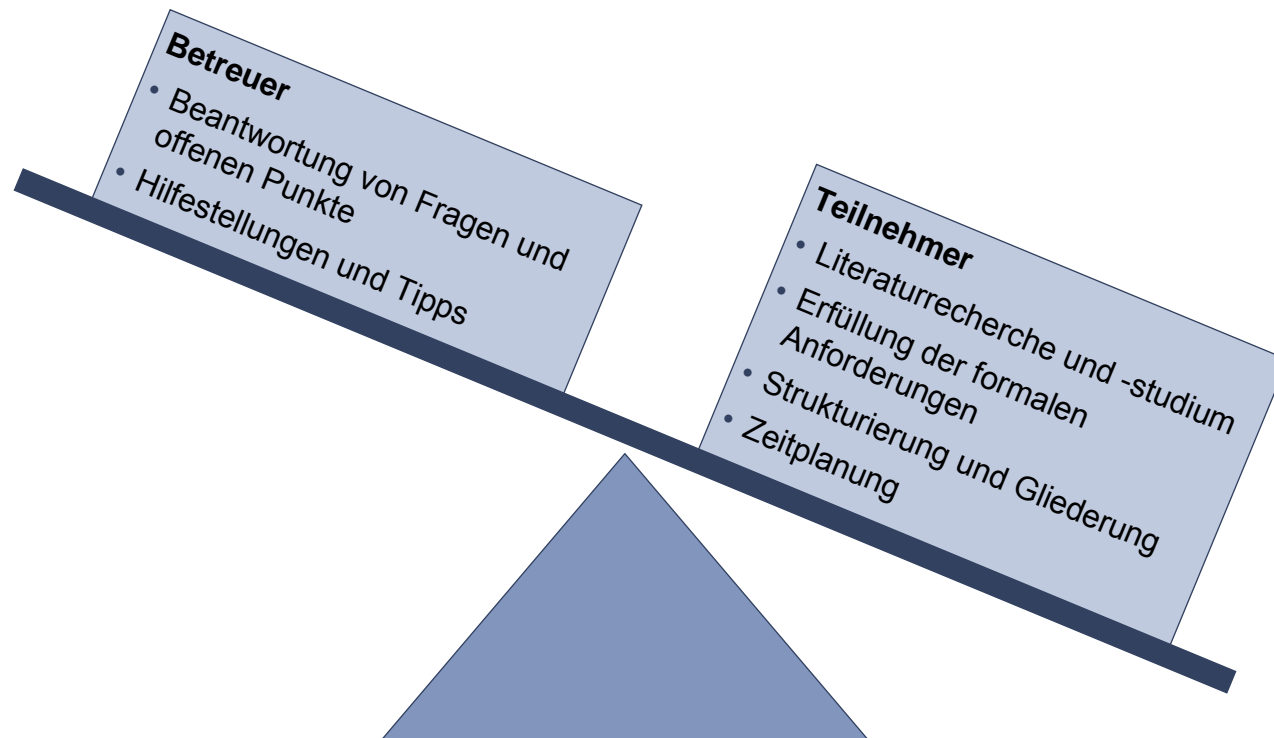 Betreuer
• Beantwortung von Fragen und
offenen Punkte
• Hilfestellungen und Tipps
Teilnehmer
• Literaturrecherche und -studium
• Erfüllung der formalen
Anforderungen
• Strukturierung und Gliederung
• Zeitplanung